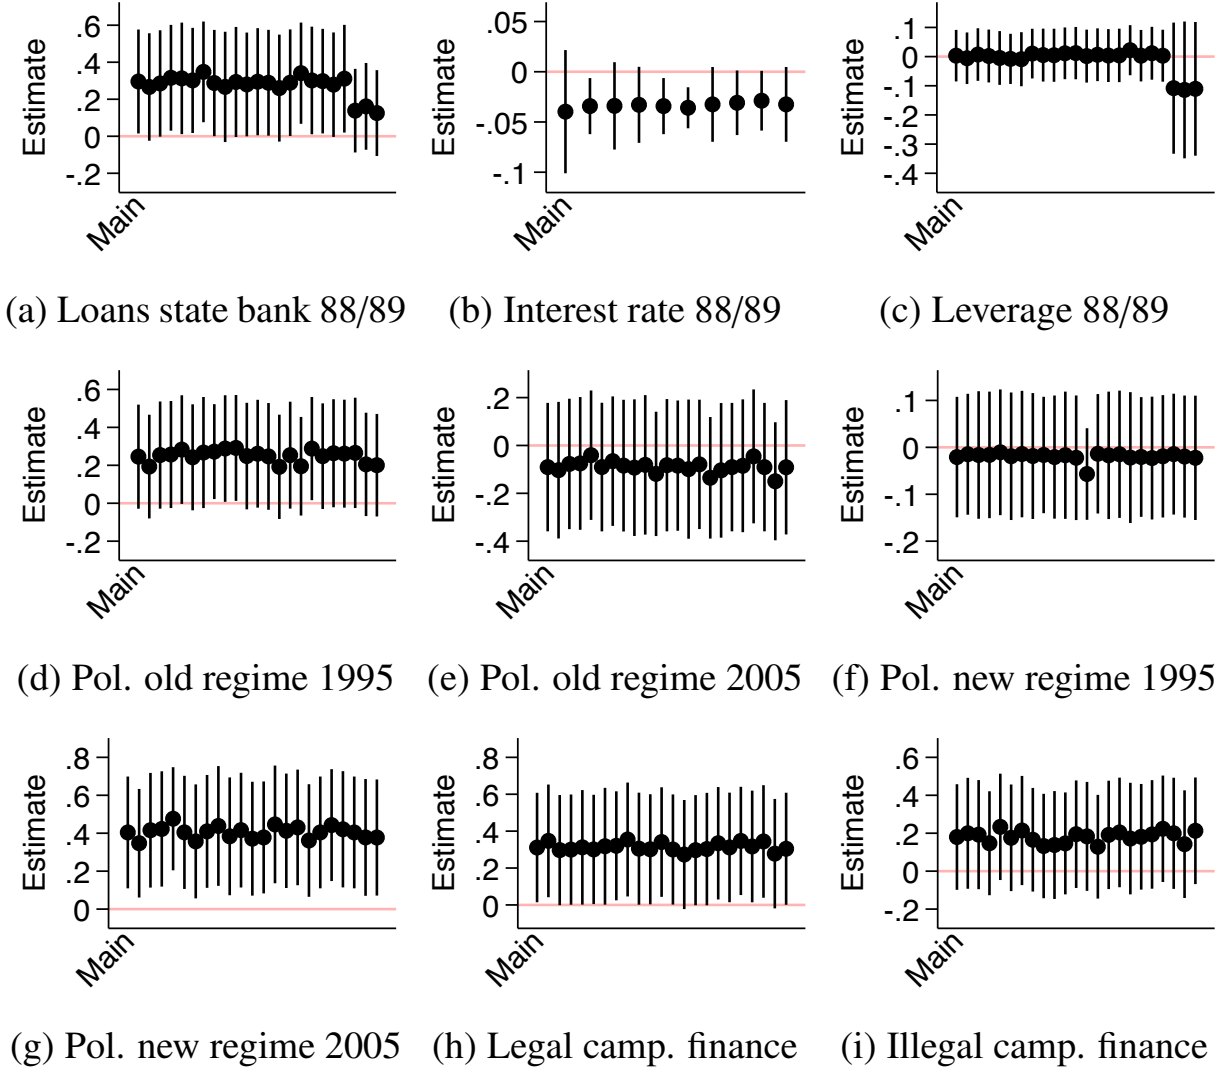 .6
.4
.2
0
-.2
Estimate
Main
(a) Loans state bank 88/89
.05
0
-.05
-.1
Estimate
Main
(b) Interest rate 88/89
.1
0
-.1
-.2
-.3
-.4
Estimate
Main
(c) Leverage 88/89
.6
.4
.2
0
-.2
Estimate
Main
(d) Pol. old regime 1995
.2
0
-.2
-.4
Estimate
Main
(e) Pol. old regime 2005
.1
0
-.1
-.2
Estimate
Main
(f) Pol. new regime 1995
.8
.6
.4
.2
0
Estimate
Main
(g) Pol. new regime 2005
.8
.6
.4
.2
0
Estimate
Main
(h) Legal camp. finance
.6
.4
.2
0
-.2
Estimate
Main
(i) Illegal camp. finance